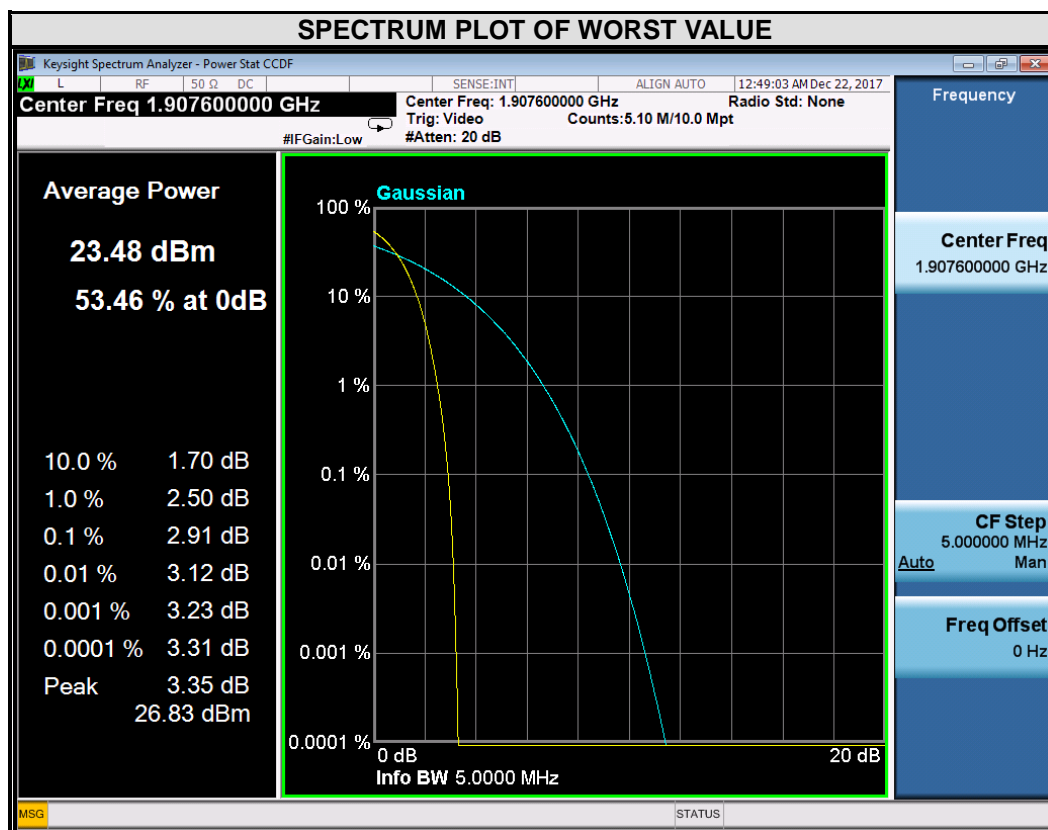 SPECTRUM PLOT OF WORST VALUE
Keysight Spectrum Analyzer - Power Stat CCDF
LXI L RF 50 Ω DC SENSE:INT ALIGN AUTO 12:49:03 AM Dec 22, 2017
Center Freq 1.907600000 GHz
#IFGain:Low
Center Freq: 1.907600000 GHz Radio Std: None
Trig: Video Counts:5.10 M/10.0 Mpt
#Atten: 20 dB
Average Power
23.48 dBm
53.46 % at 0dB
10.0 % 1.70 dB
1.0 % 2.50 dB
0.1 % 2.91 dB
0.01 % 3.12 dB
0.001 % 3.23 dB
0.0001 % 3.31 dB
Peak 3.35 dB
26.83 dBm
Gaussian
100 %
10 %
1 %
0.1 %
0.01 %
0.001 %
0.0001 %
0 dB 20 dB
Info BW 5.0000 MHz
Frequency
Center Freq
1.907600000 GHz
CF Step
5.000000 MHz
Auto Man
Freq Offset
0 Hz
MSG STATUS